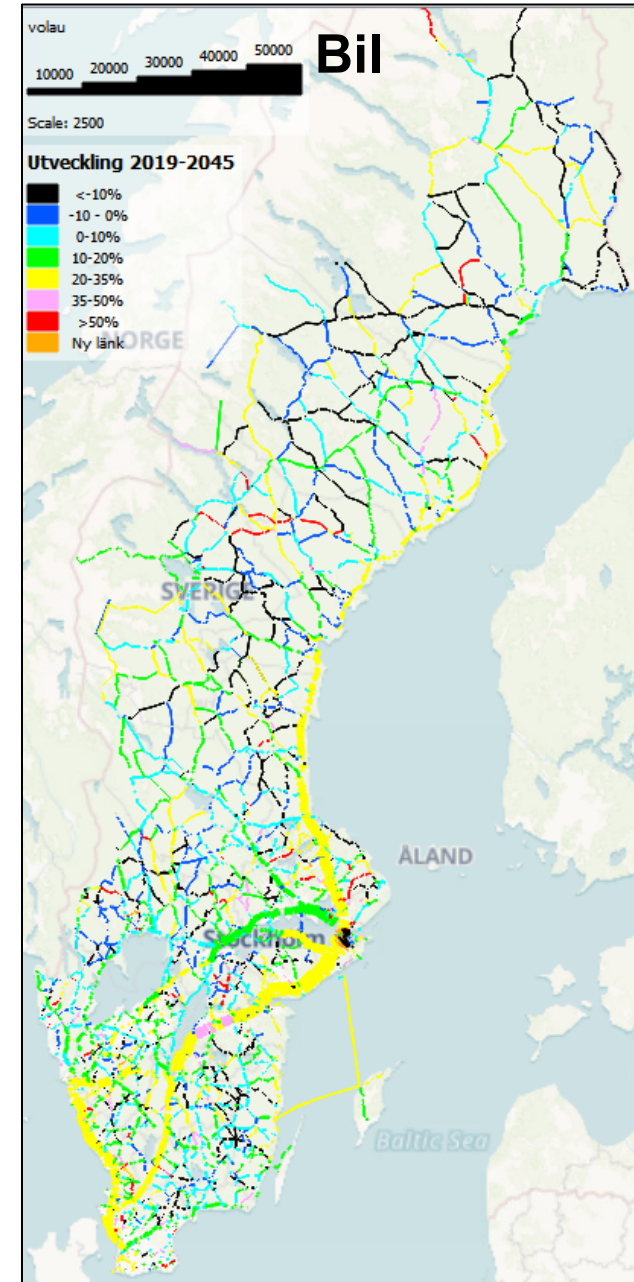 volau
Bil
10000 20000 30000 40000 50000
Scale: 2500
Utveckling 2019-2045
<-10%
-10 - 0%
0-10%
10-20%
20-35%
35-50%
>50%
Ny länk
NORGE
SVERIGE
ÅLAND
Stockholm
Baltic Sea